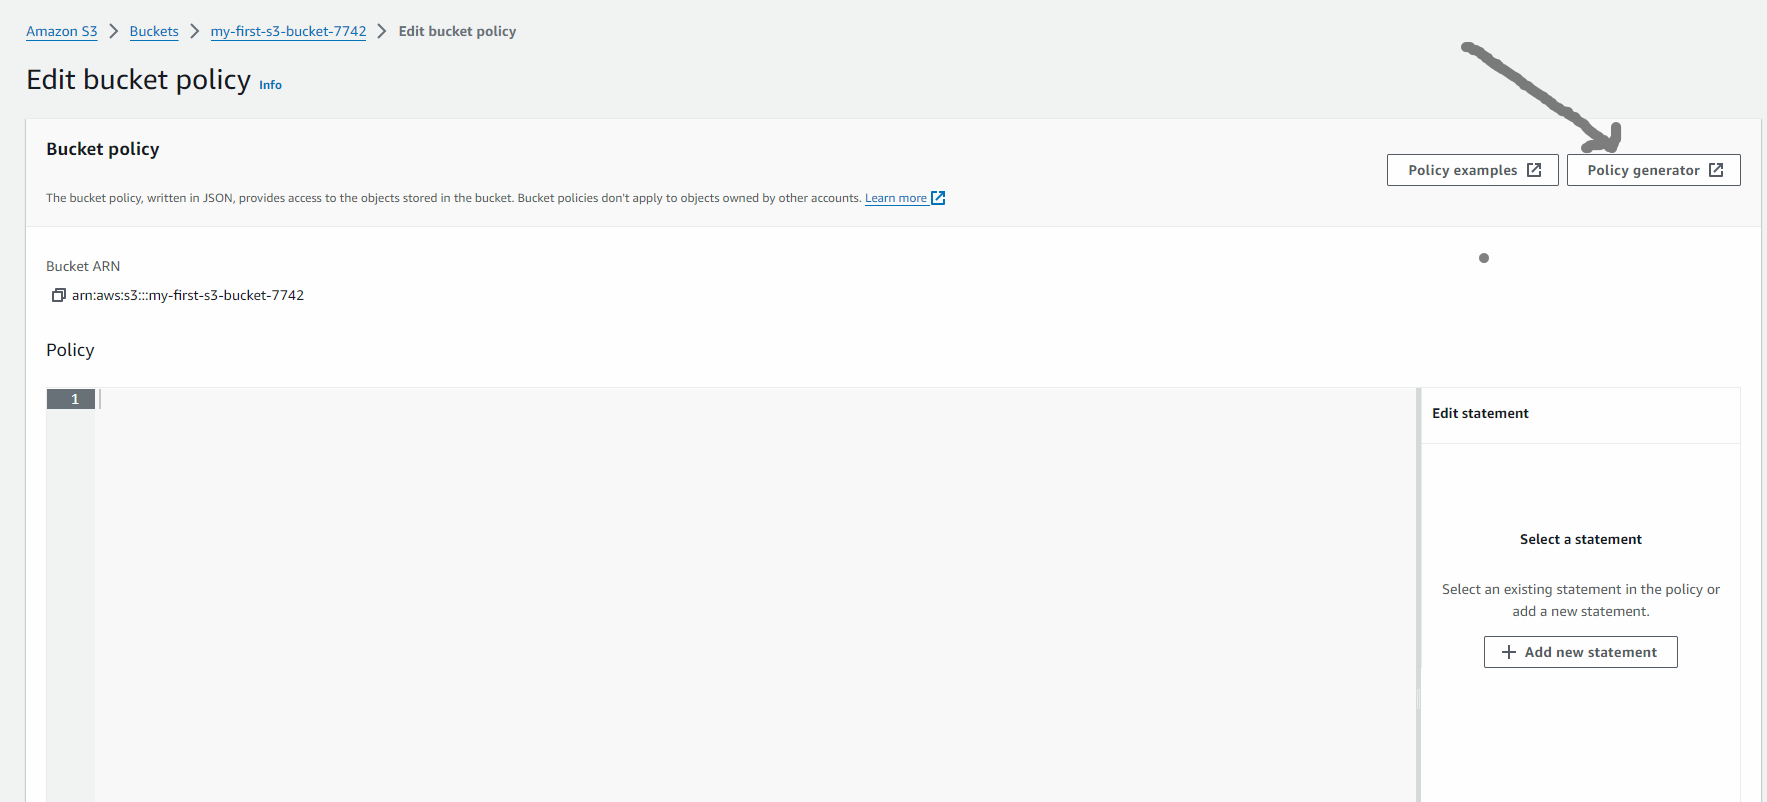 Amazon S3 > Buckets > my-first-s3-bucket-7742 > Edit bucket policy
Edit bucket policy Info
Bucket policy
Policy examples
Policy generator
The bucket policy, written in JSON, provides access to the objects stored in the bucket. Bucket policies don't apply to objects owned by other accounts. Learn more
Bucket ARN
arn:aws:s3:::my-first-s3-bucket-7742
Policy
1
Edit statement
Select a statement
Select an existing statement in the policy or
add a new statement.
+ Add new statement